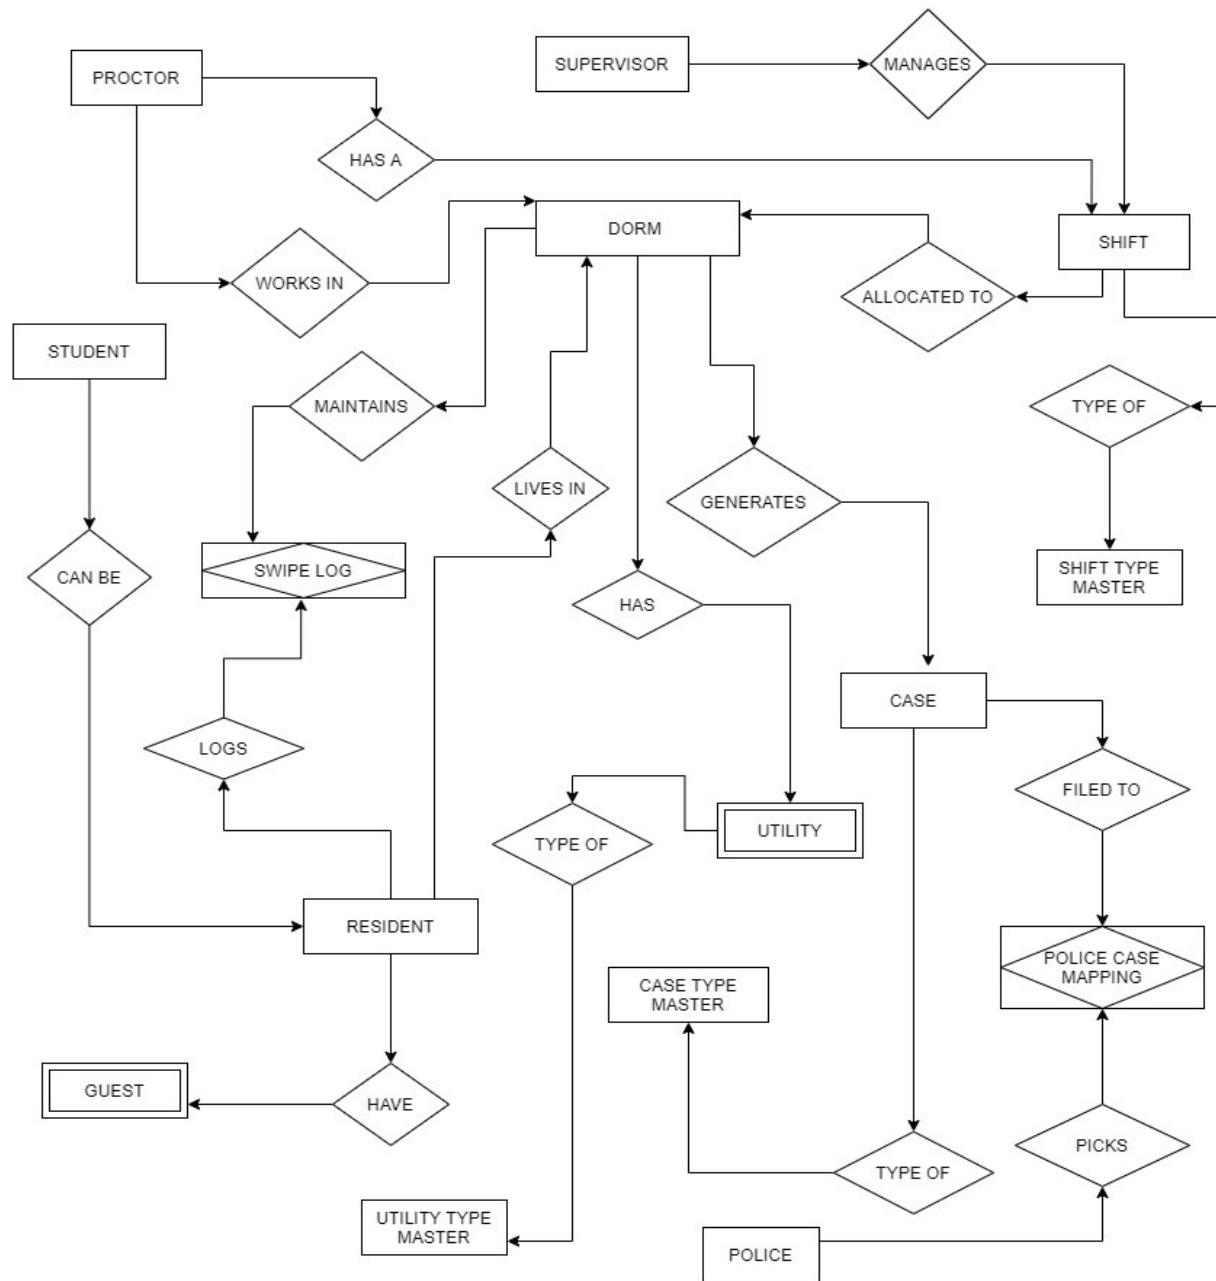 SUPERVISOR
MANAGES
PROCTOR
HAS A
DORM
SHIFT
WORKS IN
ALLOCATED TO
STUDENT
MAINTAINS
TYPE OF
LIVES IN
GENERATES
CAN BE
SWIPE LOG
SHIFT TYPE
MASTER
HAS
CASE
LOGS
FILED TO
UTILITY
TYPE OF
RESIDENT
POLICE CASE
MAPPING
CASE TYPE
MASTER
GUEST
HAVE
PICKS
TYPE OF
UTILITY TYPE
MASTER
POLICE